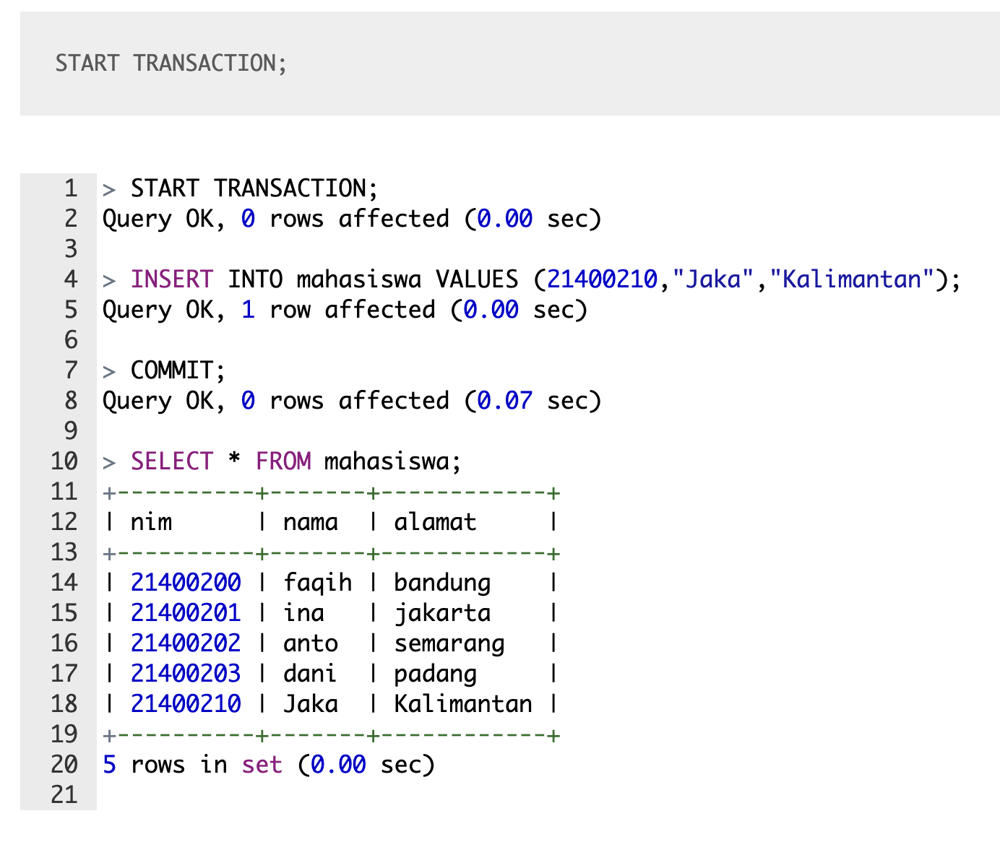 START TRANSACTION;
1 > START TRANSACTION;
2 Query OK, 0 rows affected (0.00 sec)
3
4 > INSERT INTO mahasiswa VALUES (21400210,"Jaka","Kalimantan");
5 Query OK, 1 row affected (0.00 sec)
6
7 > COMMIT;
8 Query OK, 0 rows affected (0.07 sec)
9
10 > SELECT * FROM mahasiswa;
11 +----------+-------+------------+
12 | nim      | nama  | alamat     |
13 +----------+-------+------------+
14 | 21400200 | faqih | bandung    |
15 | 21400201 | ina   | jakarta    |
16 | 21400202 | anto  | semarang   |
17 | 21400203 | dani  | padang     |
18 | 21400210 | Jaka  | Kalimantan |
19 +----------+-------+------------+
20 5 rows in set (0.00 sec)
21